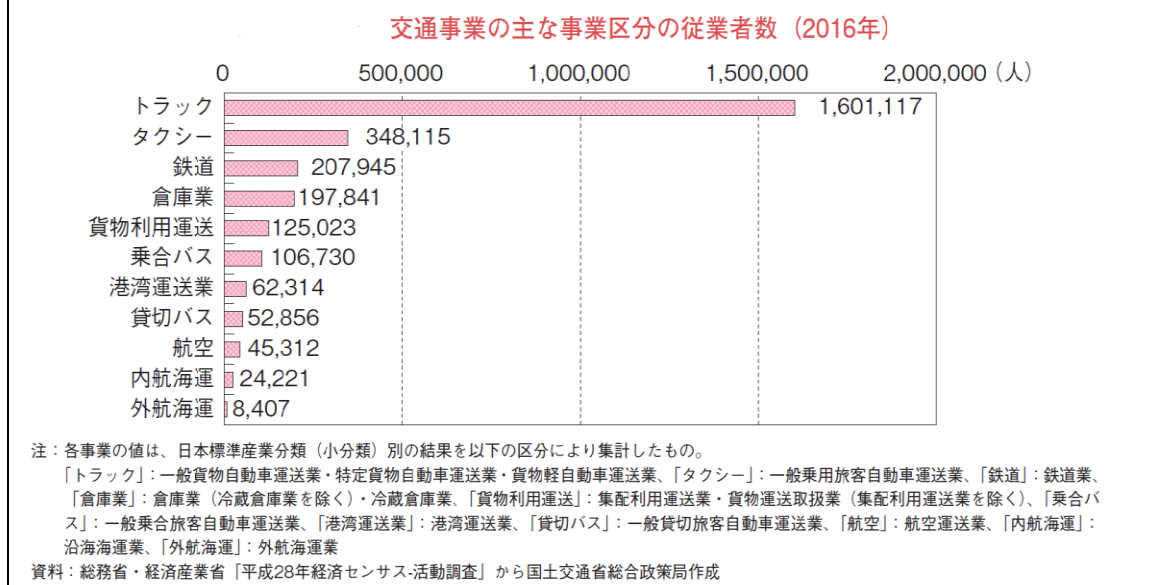 交通事業の主な事業区分の従業者数（2016年）
0 500,000 1,000,000 1,500,000 2,000,000（人）
トラック 1,601,117
タクシー 348,115
鉄道 207,945
倉庫業 197,841
貨物利用運送 125,023
乗合バス 106,730
港湾運送業 62,314
貸切バス 52,856
航空 45,312
内航海運 24,221
外航海運 8,407
注：各事業の値は、日本標準産業分類（小分類）別の結果を以下の区分により集計したもの。
「トラック」：一般貨物自動車運送業・特定貨物自動車運送業・貨物軽自動車運送業、「タクシー」：一般乗用旅客自動車運送業、「鉄道」：鉄道業、
「倉庫業」：倉庫業（冷蔵倉庫業を除く）・冷蔵倉庫業、「貨物利用運送」：集配利用運送業・貨物運送取扱業（集配利用運送業を除く）、「乗合バ
ス」：一般乗合旅客自動車運送業、「港湾運送業」：港湾運送業、「貸切バス」：一般貸切旅客自動車運送業、「航空」：航空運送業、「内航海運」：
沿海海運業、「外航海運」：外航海運業
資料：総務省・経済産業省「平成28年経済センサス‐活動調査」から国土交通省総合政策局作成